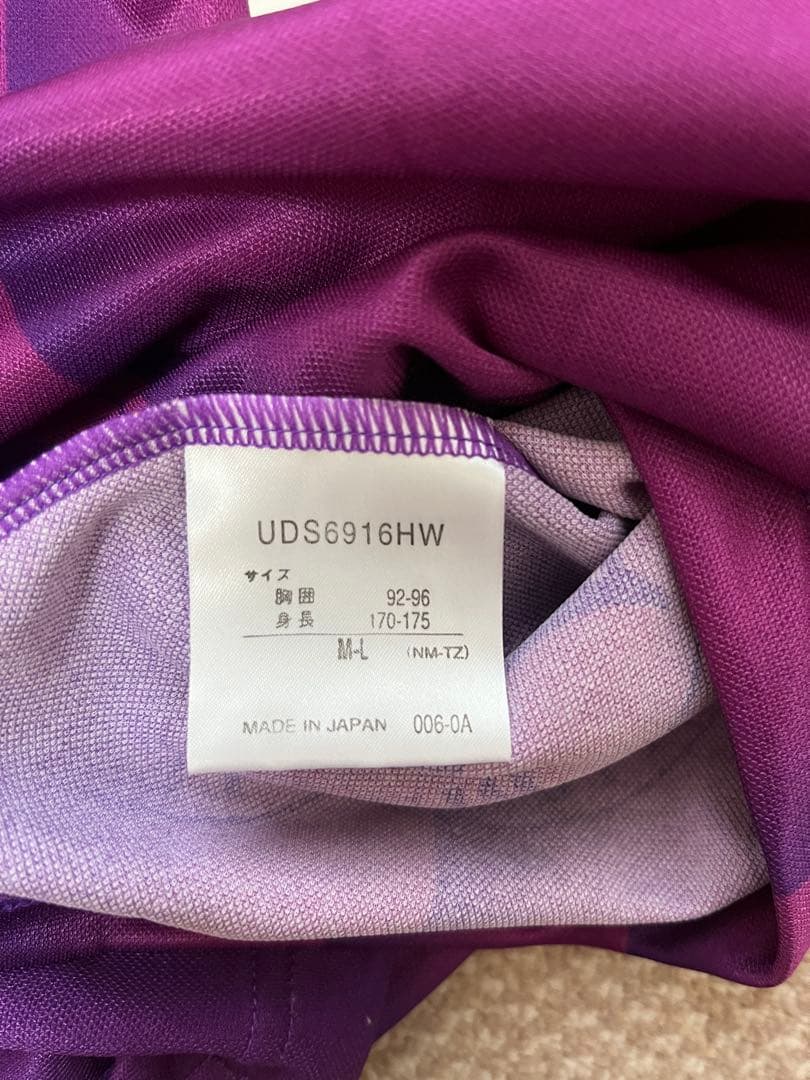 UDS6916HW
サイズ
胸囲 92-96
身長 170-175
M-L (NM-TZ)
MADE IN JAPAN 006-0A